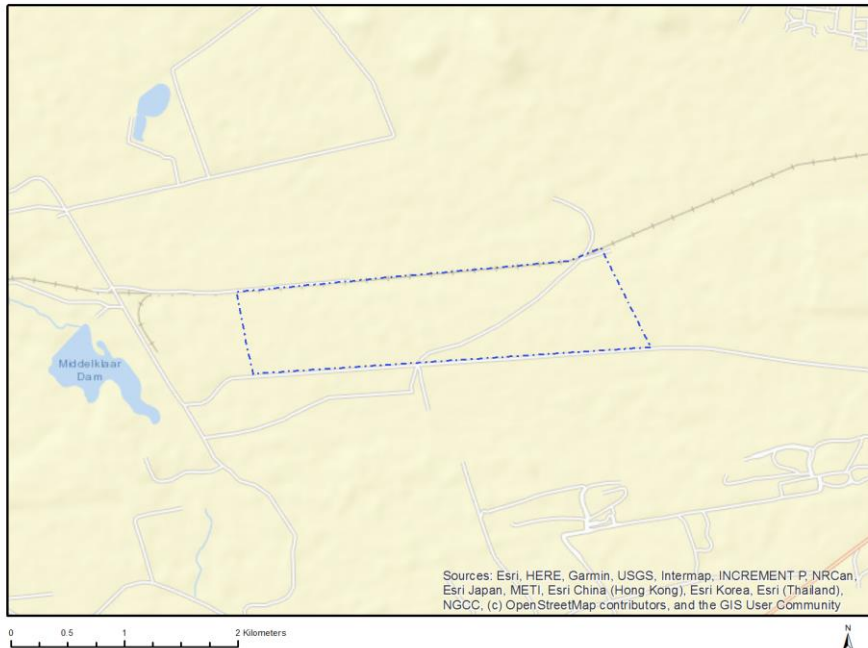 Middelklaar
Dam
Sources: Esri, HERE, Garmin, USGS, Intermap, INCREMENT P, NRCan,
Esri Japan, METI, Esri China (Hong Kong), Esri Korea, Esri (Thailand),
NGCC, (c) OpenStreetMap contributors, and the GIS User Community
0 0.5 1 2 Kilometers
N